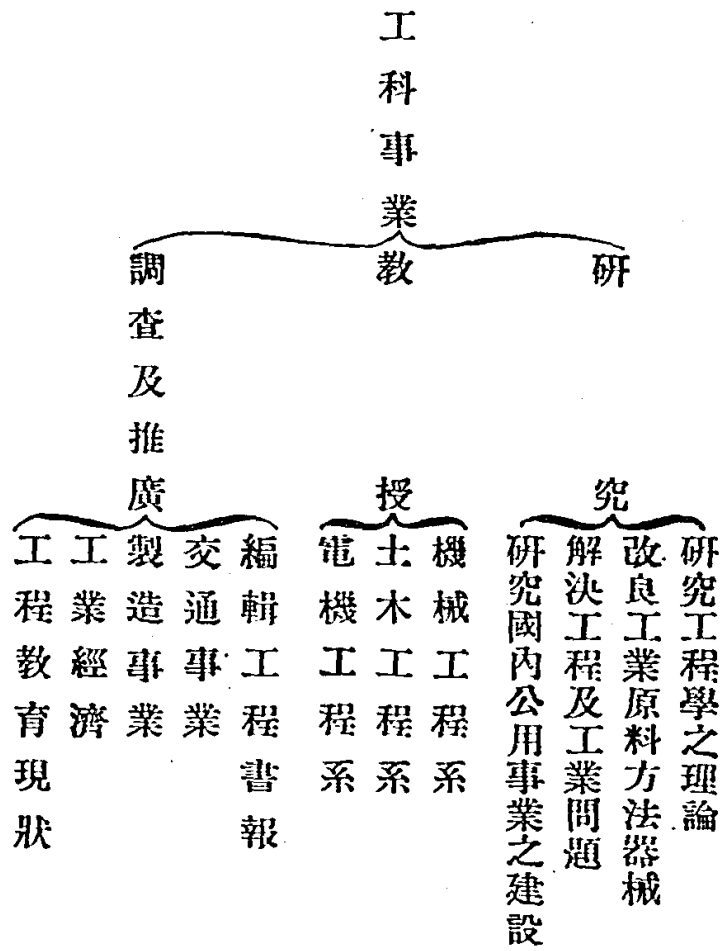 工科事業
研究
研究工程學之理論
改良工業原料方法器械
解決工程及工業問題
研究國內公用事業之建設
教授
機械工程系
土木工程系
電機工程系
調查及推廣
編輯工程書報
交通事業
製造事業
工業經濟
工程教育現狀